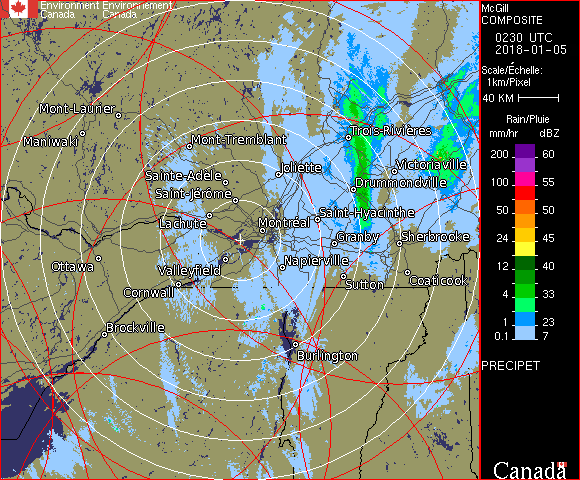 Environment Environnement
Canada Canada
McGill
COMPOSITE
0230 UTC
2018-01-05
Scale/Échelle:
1km/Pixel
40 KM
Rain/Pluie
mm/hr dBZ
200 60
100 55
50 50
24 45
12 40
8 33
4 33
1 23
0.1 7
PRECIPET
Canada
Mont-Laurier
Maniwaki
Mont-Tremblant
Trois-Rivières
Joliette
Victoriaville
Sainte-Adèle
Drummondville
Saint-Jérôme
Saint-Hyacinthe
Lachute
Montréal
Granby
Sherbrooke
Ottawa
Valleyfield
Napierville
Sutton
Coaticook
Cornwall
Brockville
Burlington